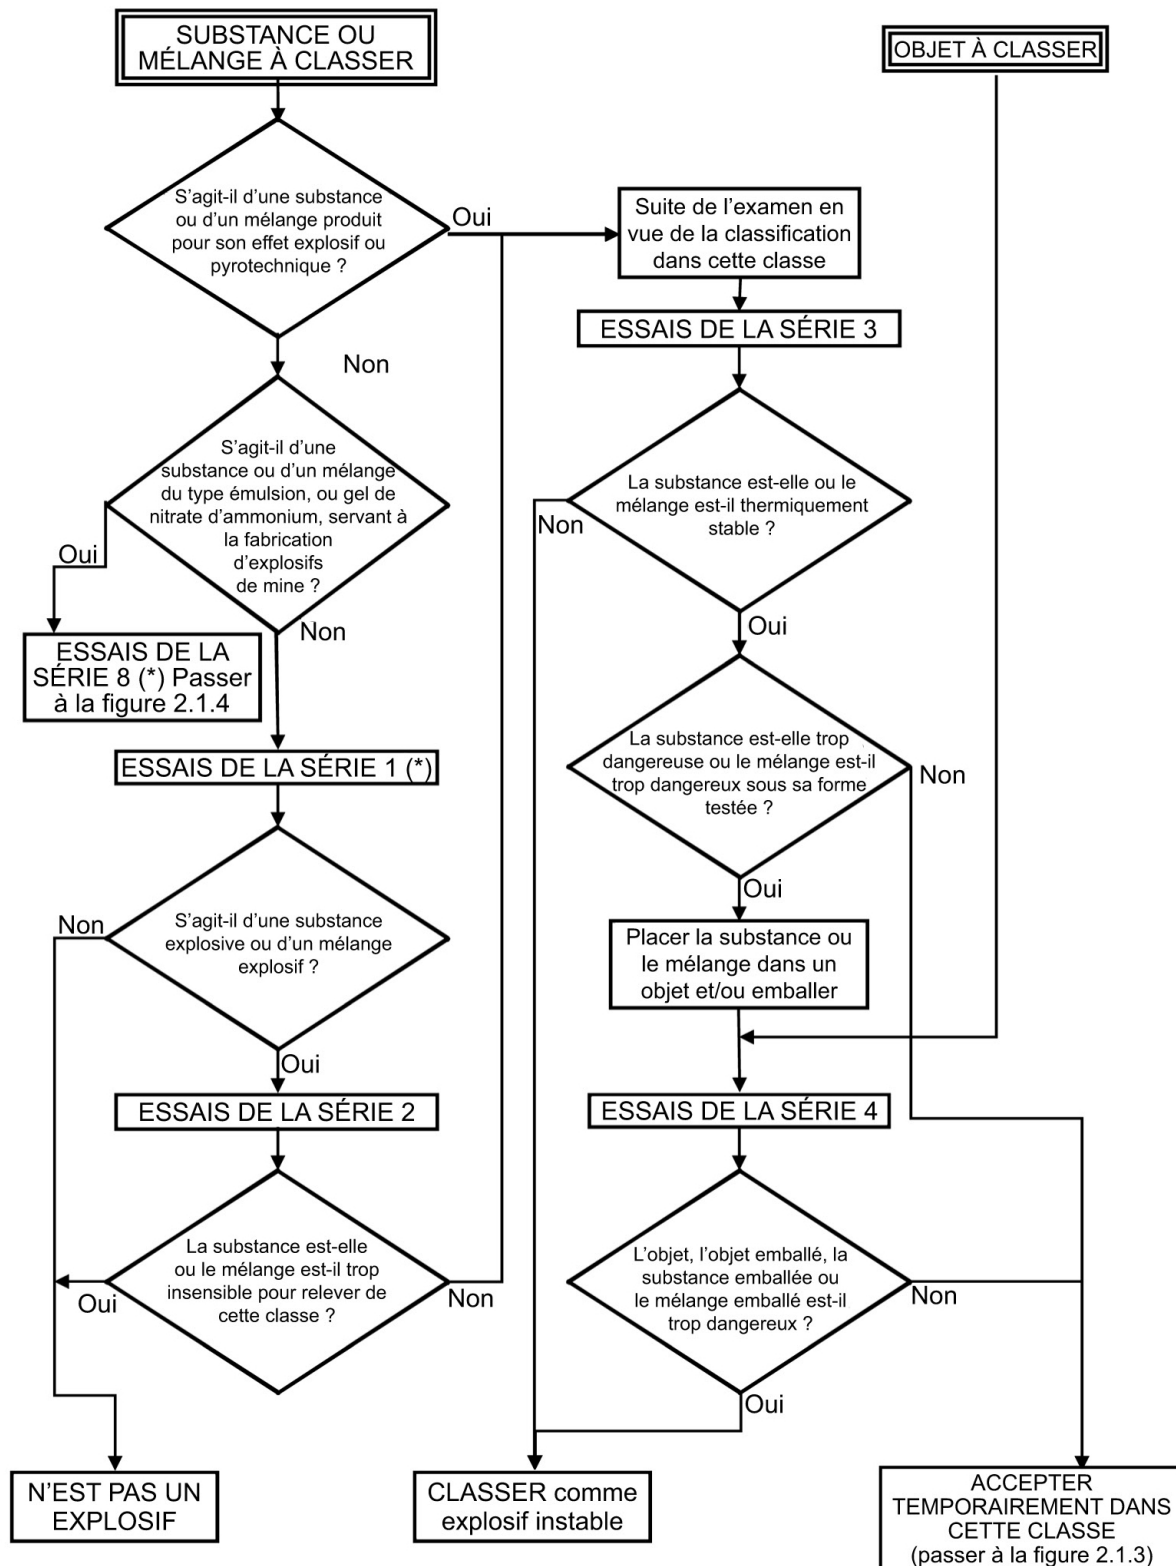 SUBSTANCE OU
MÉLANGE À CLASSER
OBJET À CLASSER
S’agit-il d’une substance
ou d’un mélange produit
pour son effet explosif ou
pyrotechnique ?
Oui
Suite de l’examen en
vue de la classification
dans cette classe
ESSAIS DE LA SÉRIE 3
Non
S’agit-il d’une
substance ou d’un mélange
du type émulsion, ou gel de
nitrate d’ammonium, servant à
la fabrication
d’explosifs
de mine ?
Oui
Non
ESSAIS DE LA
SÉRIE 8 (*) Passer
à la figure 2.1.4
La substance est-elle ou le
mélange est-il thermiquement
stable ?
Non
Oui
ESSAIS DE LA SÉRIE 1 (*)
La substance est-elle trop
dangereuse ou le mélange est-il
trop dangereux sous sa forme
testée ?
Non
Oui
S’agit-il d’une substance
explosive ou d’un mélange
explosif ?
Non
Oui
Placer la substance ou
le mélange dans un
objet et/ou emballer
ESSAIS DE LA SÉRIE 2
ESSAIS DE LA SÉRIE 4
La substance est-elle
ou le mélange est-il trop
insensible pour relever de
cette classe ?
Oui
Non
L’objet, l’objet emballé, la
substance emballée ou
le mélange emballé est-il
trop dangereux ?
Non
Oui
N’EST PAS UN
EXPLOSIF
CLASSER comme
explosif instable
ACCEPTER
TEMPORAIREMENT DANS
CETTE CLASSE
(passer à la figure 2.1.3)